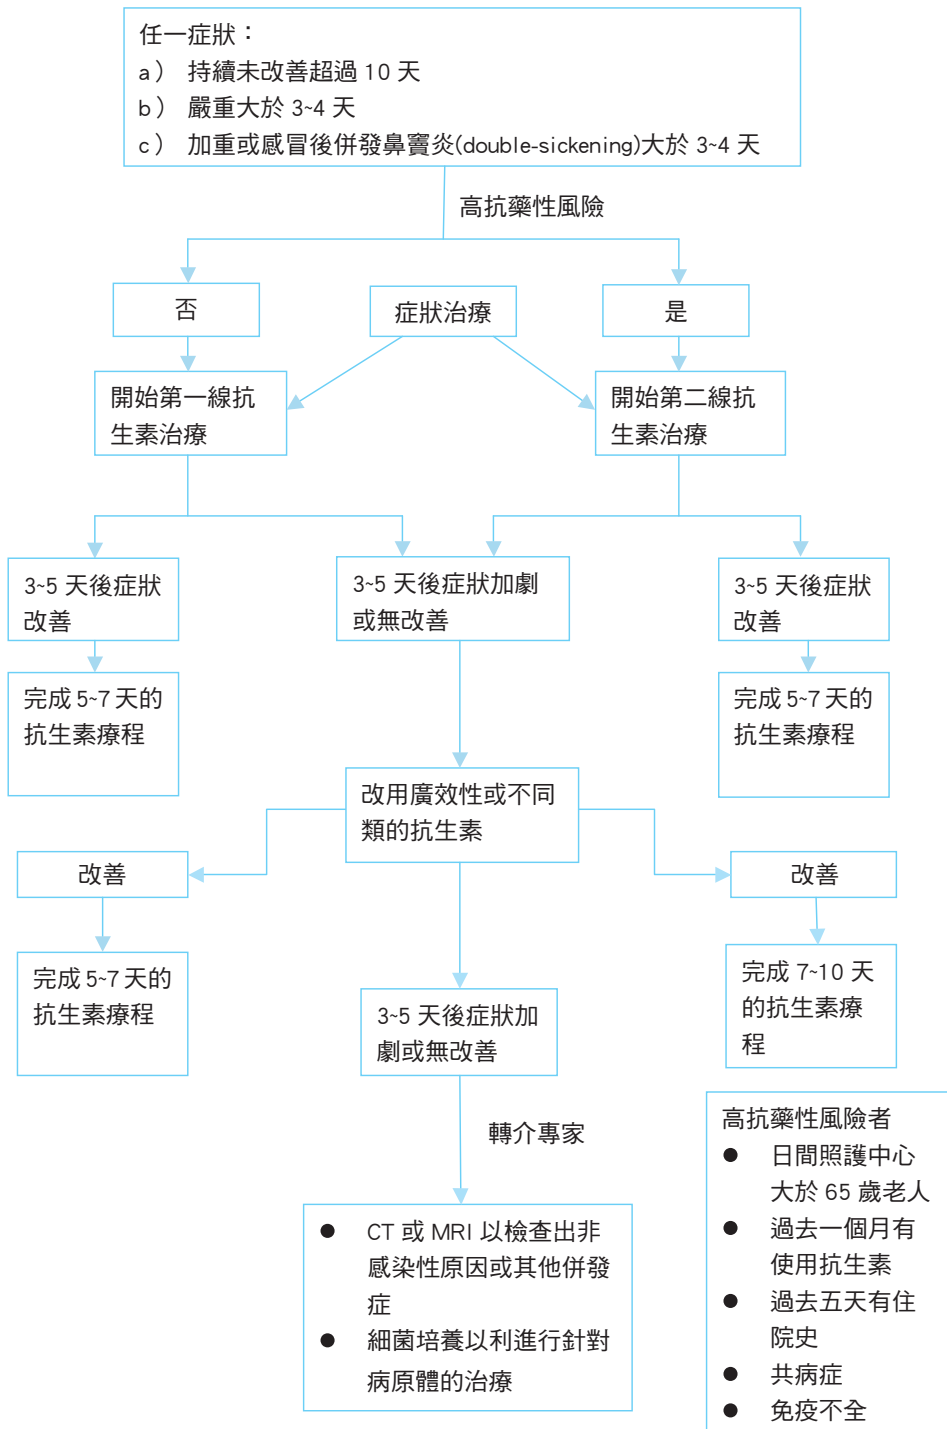 任一症狀：
a） 持續未改善超過 10 天
b） 嚴重大於 3~4 天
c） 加重或感冒後併發鼻竇炎(double-sickening)大於 3~4 天
高抗藥性風險
否
症狀治療
是
開始第一線抗
生素治療
開始第二線抗
生素治療
3~5 天後症狀
改善
3~5 天後症狀加劇
或無改善
3~5 天後症狀
改善
完成 5~7 天的
抗生素療程
完成 5~7 天的
抗生素療程
改用廣效性或不同
類的抗生素
改善
改善
完成 5~7 天的
抗生素療程
完成 7~10 天
的抗生素療
程
3~5 天後症狀加
劇或無改善
轉介專家
● CT 或 MRI 以檢查出非
感染性原因或其他併發
症
● 細菌培養以利進行針對
病原體的治療
高抗藥性風險者
● 日間照護中心
大於 65 歲老人
● 過去一個月有
使用抗生素
● 過去五天有住
院史
● 共病症
● 免疫不全